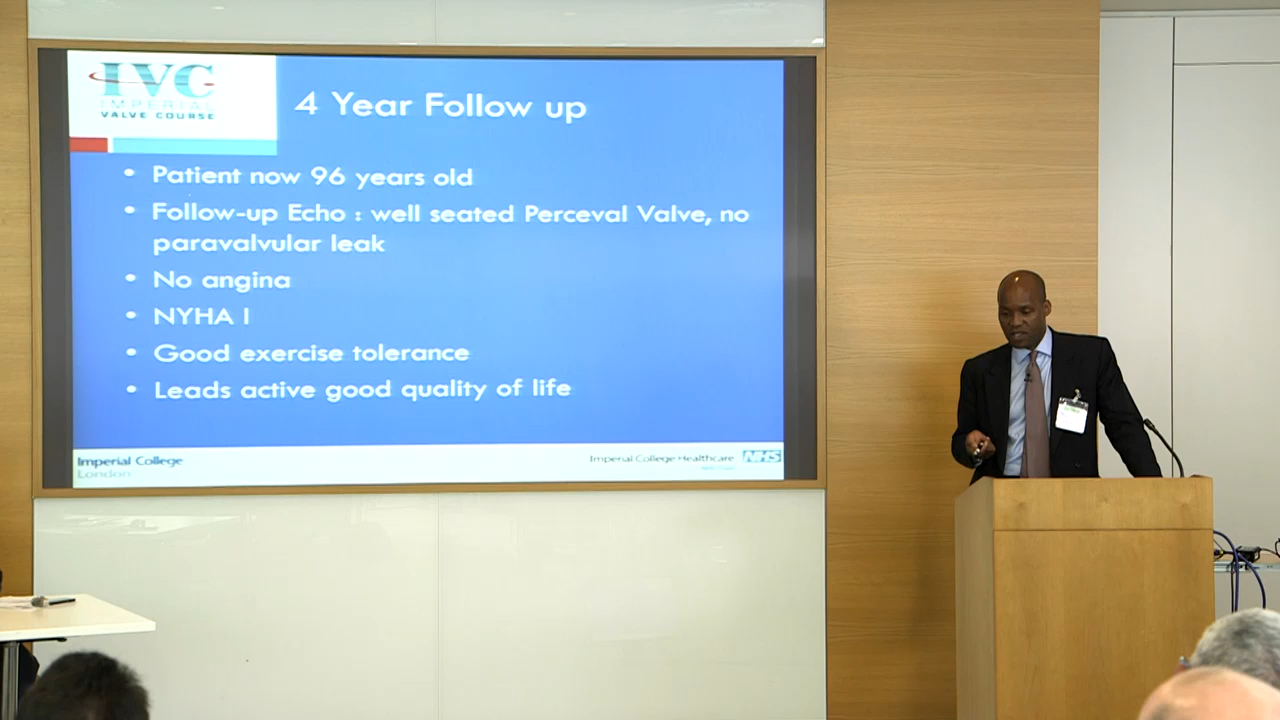 IVC
IMPERIAL
VALVE COURSE
4 Year Follow up
• Patient now 96 years old
• Follow-up Echo : well seated Perceval Valve, no
paravalvular leak
• No angina
• NYHA I
• Good exercise tolerance
• Leads active good quality of life
Imperial College
London
Imperial College Healthcare NHS